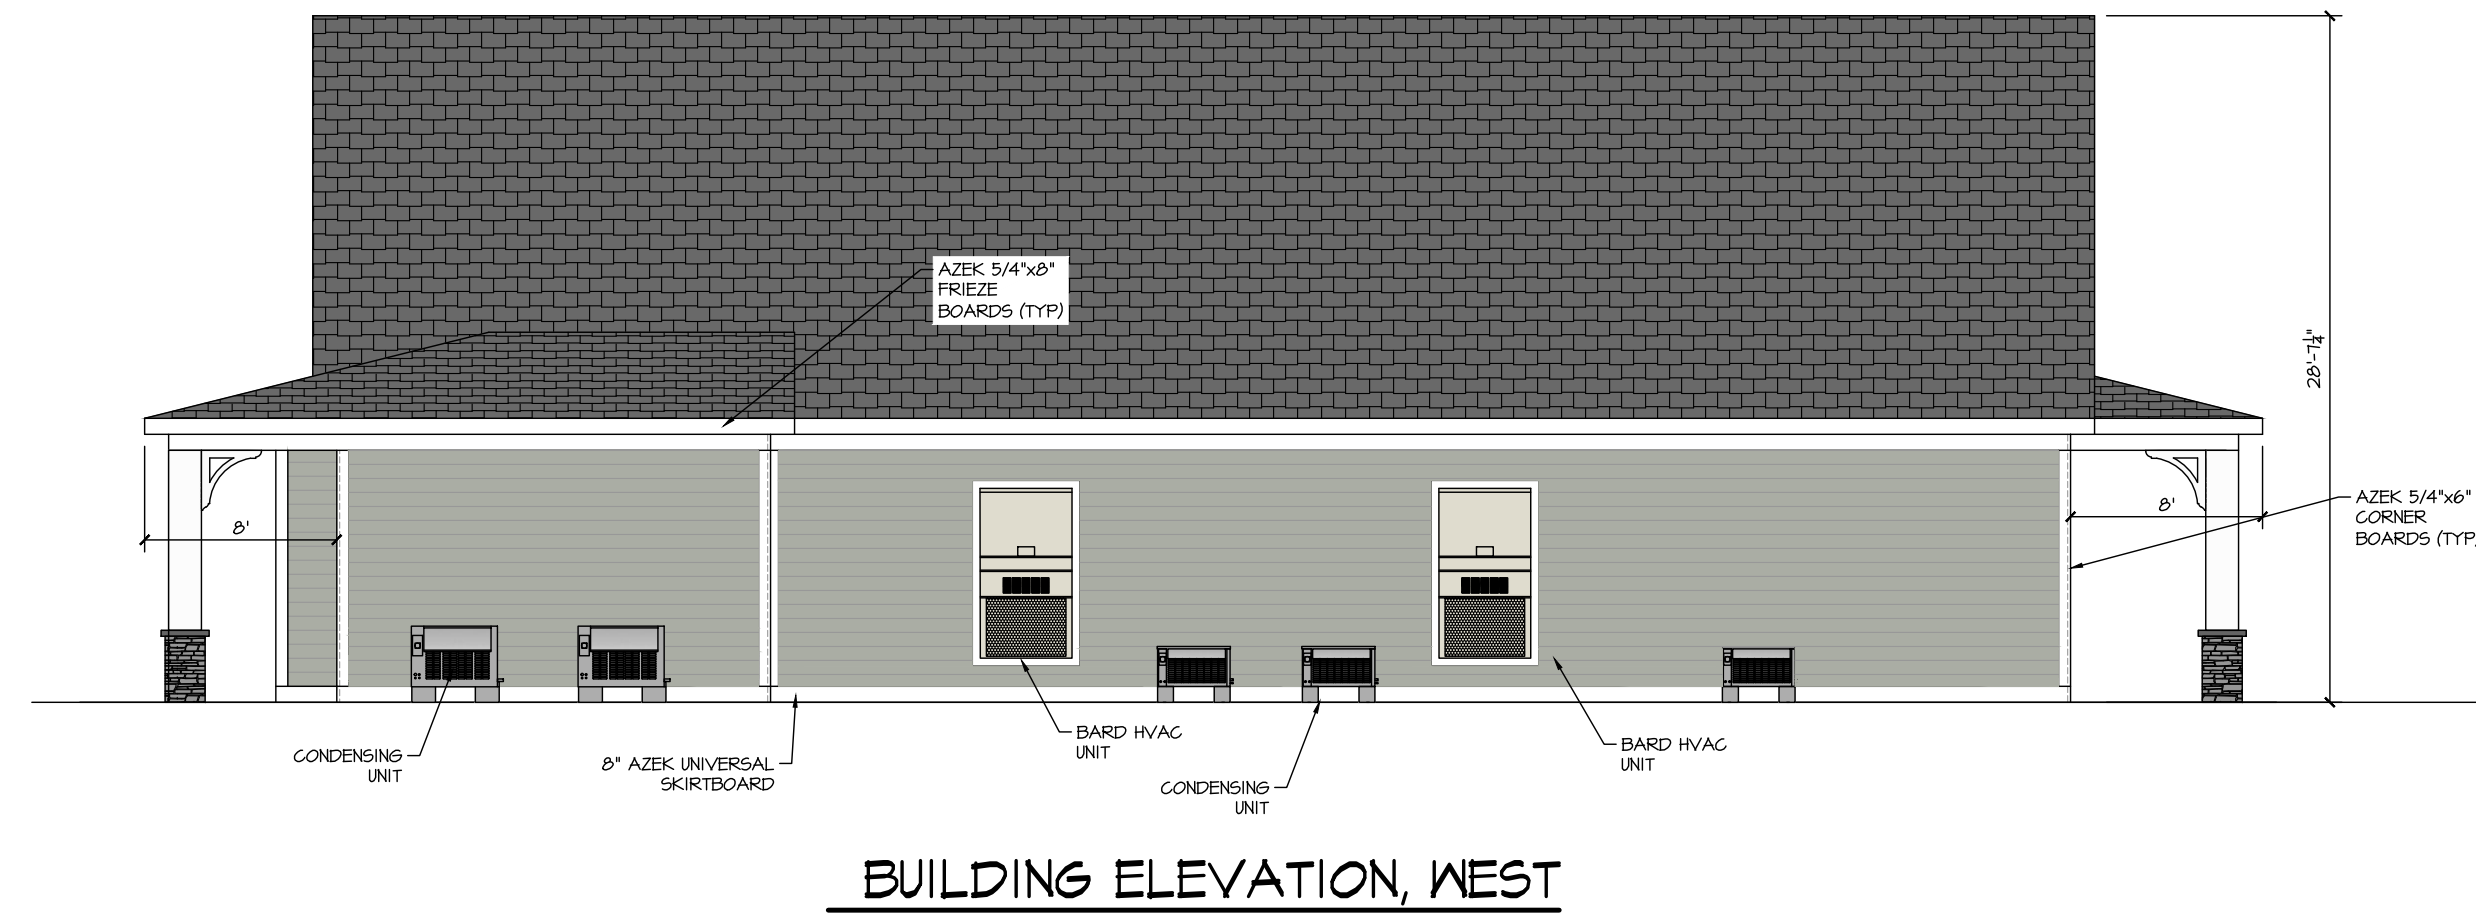 AZEK 5/4"x8"
FRIEZE
BOARDS (TYP)
28'-7¼"
8'
8'
AZEK 5/4"x6"
CORNER
BOARDS (TYP.
BARD HVAC
UNIT
BARD HVAC
UNIT
CONDENSING
UNIT
8" AZEK UNIVERSAL
SKIRTBOARD
CONDENSING
UNIT
BUILDING ELEVATION, WEST